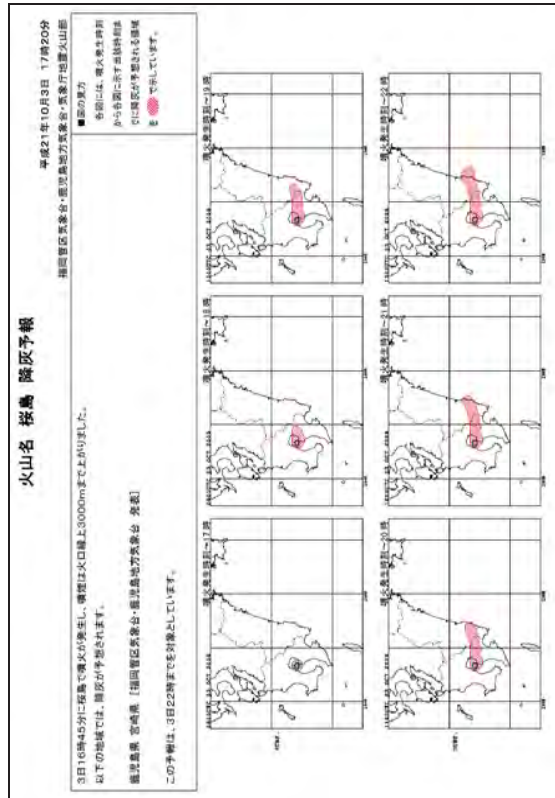 火山名 桜島 降灰予報
平成21年10月3日 17時20分
福岡管区気象台・鹿児島地方気象台・気象庁地震火山部
3日16時45分に桜島で噴火が発生し、噴煙は火口縁上3000mまで上がりました。
以下の地域では、降灰が予想されます。
鹿児島県 宮崎県 [福岡管区気象台・鹿児島地方気象台 発表]
この予報は、3日22時までを対象としています。
■図の見方
各図には、噴火発生時刻
から各図に示す当該時刻ま
でに降灰が予想される領域
を で示しています。
噴火発生時刻~17時
噴火発生時刻~18時
噴火発生時刻~19時
噴火発生時刻~20時
噴火発生時刻~21時
噴火発生時刻~22時